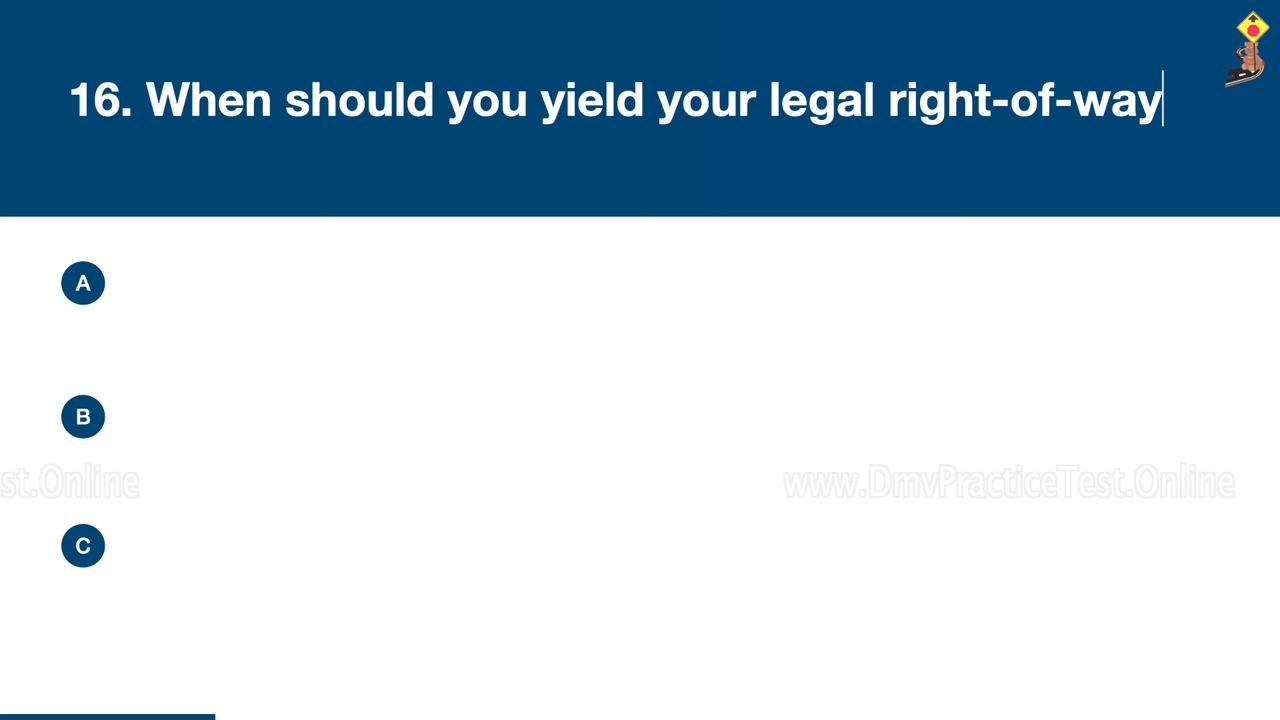 16. When should you yield your legal right-of-way
A
B
st.Online www.DmvPracticeTest.Online
C